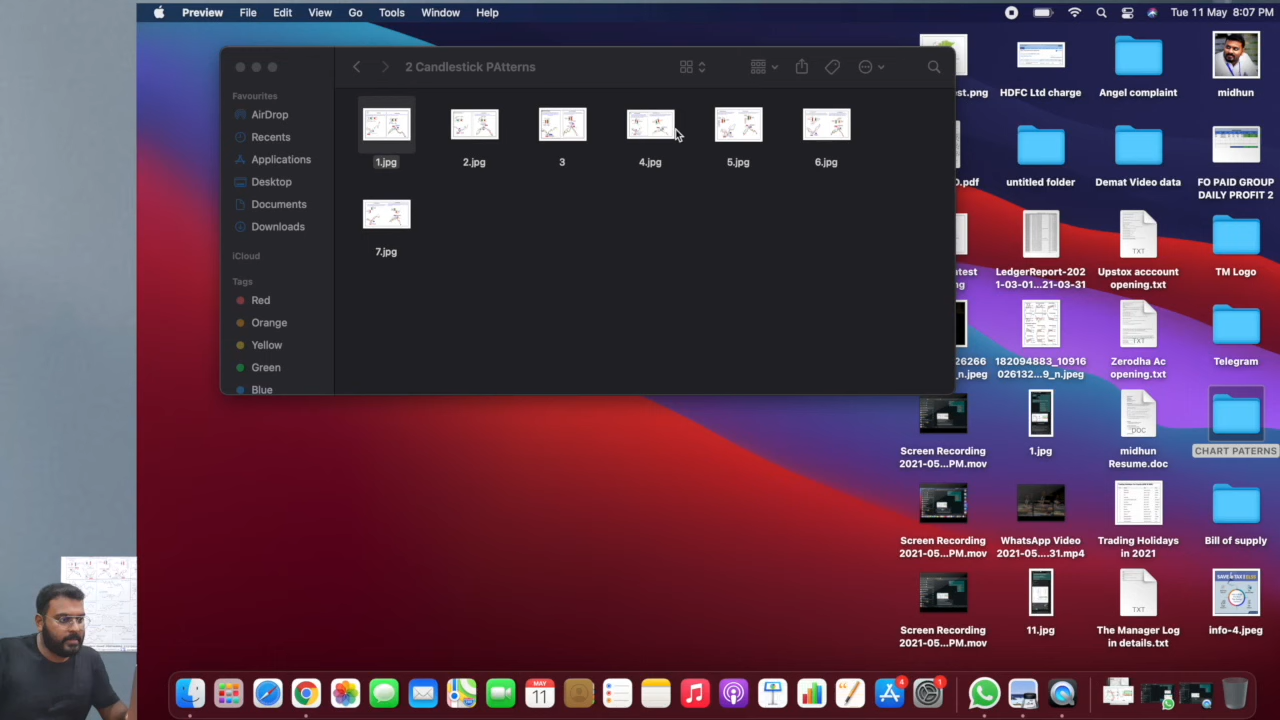 Preview File Edit View Go Tools Window Help
Tue 11 May 8:07 PM
2 Candlestick PAtterns
Favourites
AirDrop
Recents
Applications
Desktop
Documents
Downloads
iCloud
Tags
Red
Orange
Yellow
Green
Blue
1.jpg
2.jpg
3
4.jpg
5.jpg
6.jpg
7.jpg
HDFC Ltd charge
Angel complaint
midhun
untitled folder
Demat Video data
FO PAID GROUP
DAILY PROFIT 2
TXT
LedgerReport-202
1-03-01...21-03-31
Upstox acccount
opening.txt
TM Logo
TXT
182094883_10916
026132...9_n.jpeg
Zerodha Ac
opening.txt
Telegram
DOC
Screen Recording
2021-05...PM.mov
1.jpg
midhun
Resume.doc
CHART PATERNS
Screen Recording
2021-05...PM.mov
WhatsApp Video
2021-05....31.mp4
Trading Holidays
in 2021
Bill of supply
TXT
Screen Recording
2021-05...PM.mov
11.jpg
The Manager Log
in details.txt
info-4.jpeg
MAY
11
4
1